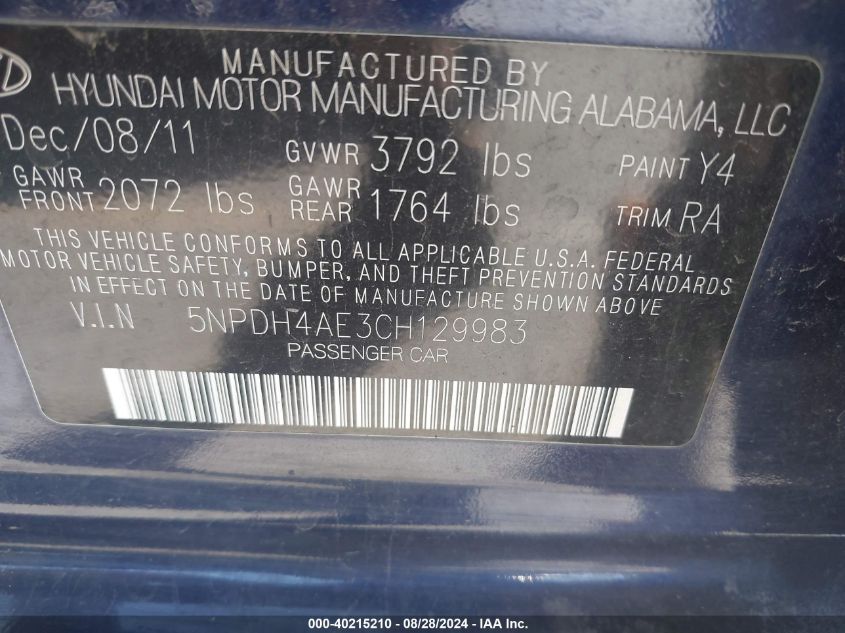 MANUFACTURED BY
HYUNDAI MOTOR MANUFACTURING ALABAMA, LLC
Dec/08/11 GVWR 3792 lbs PAINT Y4
GAWR FRONT 2072 lbs GAWR REAR 1764 lbs TRIM RA
THIS VEHICLE CONFORMS TO ALL APPLICABLE U.S.A. FEDERAL
MOTOR VEHICLE SAFETY, BUMPER, AND THEFT PREVENTION STANDARDS
IN EFFECT ON THE DATE OF MANUFACTURE SHOWN ABOVE
V.I.N 5NPDH4AE3CH129983
PASSENGER CAR
000-40215210 - 08/28/2024 - IAA Inc.